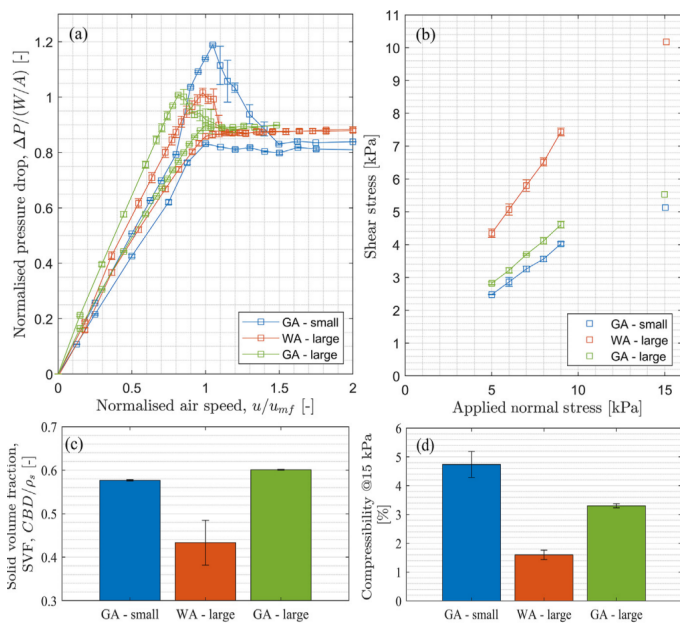 (a)
Normalised pressure drop, ΔP/(W/A) [-]
1.2
1
0.8
0.6
0.4
0.2
0
0
0.5
1
1.5
2
GA - small
WA - large
GA - large
Normalised air speed, u/u_mf [-]
(b)
Shear stress [kPa]
11
10
9
8
7
6
5
4
3
2
1
0
0
5
10
15
GA - small
WA - large
GA - large
Applied normal stress [kPa]
(c)
Solid volume fraction,
SVF, CBD/ρ_s [-]
0.7
0.6
0.5
0.4
0.3
GA - small
WA - large
GA - large
(d)
Compressibility @15 kPa
[%]
6
5
4
3
2
1
0
GA - small
WA - large
GA - large